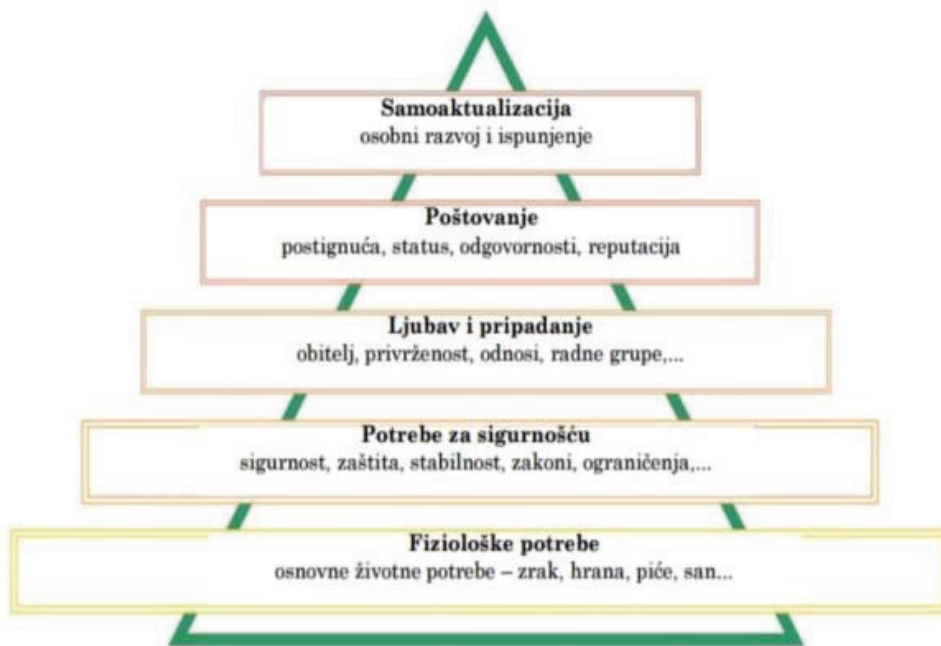 Samoaktualizacija
osobni razvoj i ispunjenje
Poštovanje
postignuća, status, odgovornosti, reputacija
Ljubav i pripadanje
obitelj, privrženost, odnosi, radne grupe,...
Potrebe za sigurnošću
sigurnost, zaštita, stabilnost, zakoni, ograničenja,...
Fiziološke potrebe
osnovne životne potrebe – zrak, hrana, piće, san...